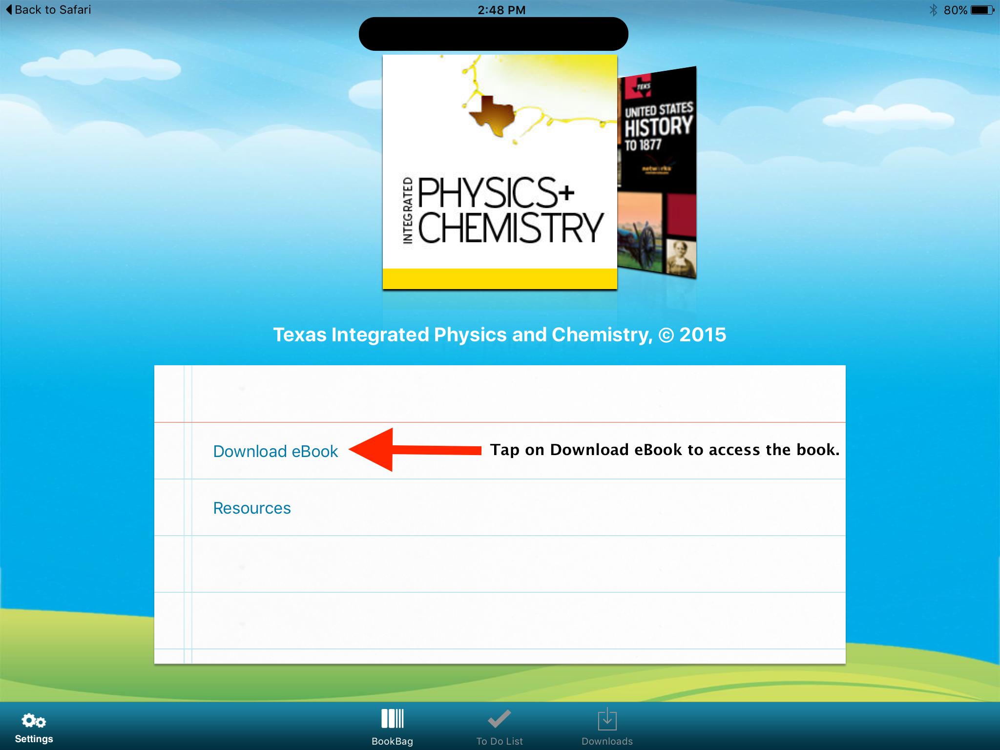 Back to Safari
2:48 PM
80%
TEKS
UNITED STATES
HISTORY
TO 1877
networks
INTEGRATED
PHYSICS+
CHEMISTRY
Texas Integrated Physics and Chemistry, © 2015
Download eBook
Tap on Download eBook to access the book.
Resources
Settings
BookBag
To Do List
Downloads